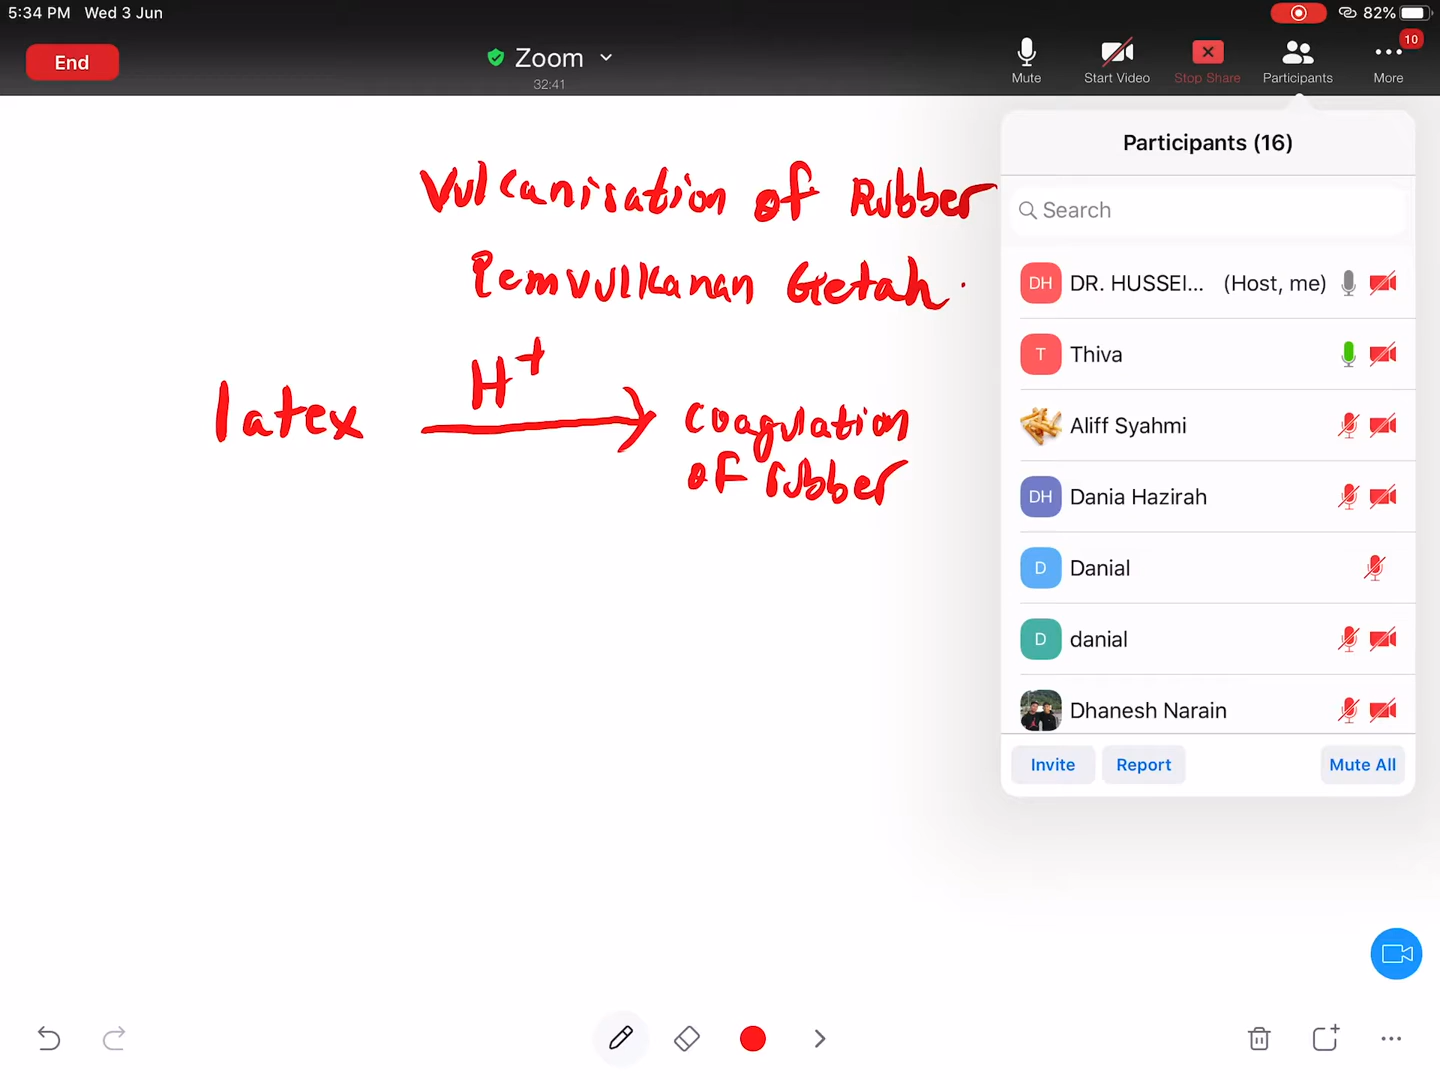 5:34 PM Wed 3 Jun
82%
End
Zoom
32:41
Mute
Start Video
Stop Share
Participants
More
10
Participants (16)
Search
DH DR. HUSSEI... (Host, me)
T Thiva
Aliff Syahmi
DH Dania Hazirah
D Danial
D danial
Dhanesh Narain
Invite Report Mute All
Vulcanisation of Rubber
Pemvulkanan Getah.
latex H+ coagulation
of rubber